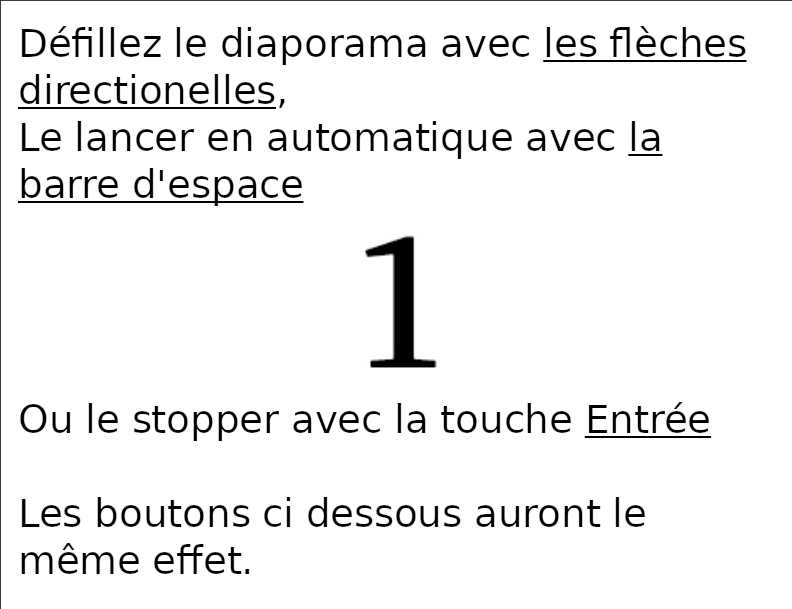 Défillez le diaporama avec les flèches
directionelles,
Le lancer en automatique avec la
barre d'espace
1
Ou le stopper avec la touche Entrée
Les boutons ci dessous auront le
même effet.